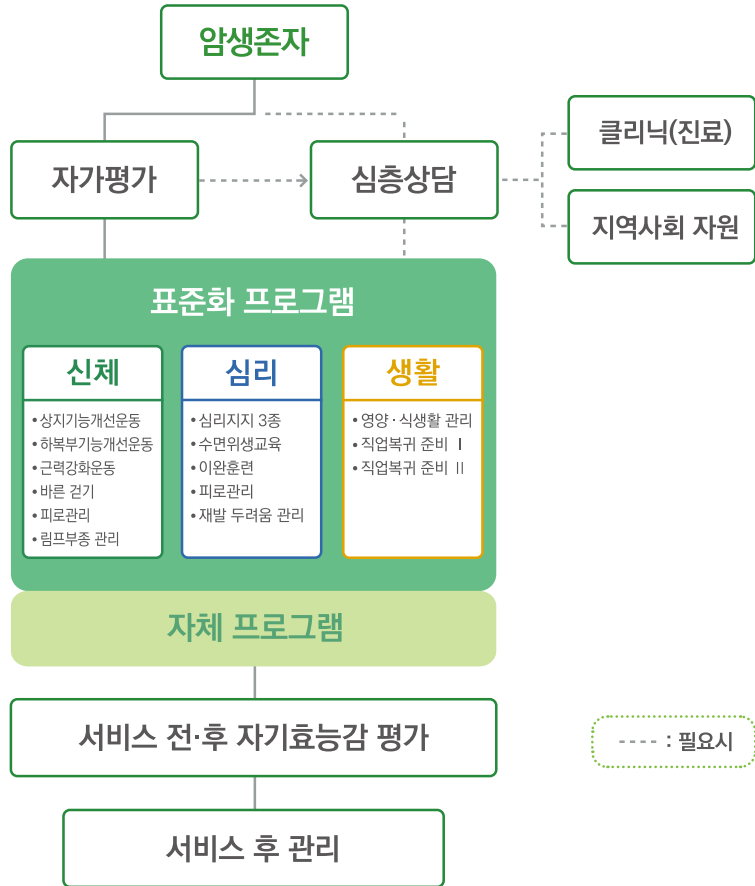 암생존자
자가평가
심층상담
클리닉(진료)
지역사회 자원
표준화 프로그램
신체
• 상지기능개선운동
• 하복부기능개선운동
• 근력강화운동
• 바른 걷기
• 피로관리
• 림프부종 관리
심리
• 심리지지 3종
• 수면위생교육
• 이완훈련
• 피로관리
• 재발 두려움 관리
생활
• 영양 · 식생활 관리
• 직업복귀 준비 Ⅰ
• 직업복귀 준비 Ⅱ
자체 프로그램
서비스 전·후 자기효능감 평가
서비스 후 관리
: 필요시